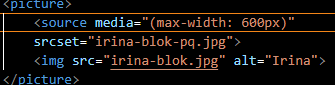 <picture>
<source media="(max-width: 600px)"
srcset="irina-blok-pq.jpg">
<img src="irina-blok.jpg" alt="Irina">
</picture>